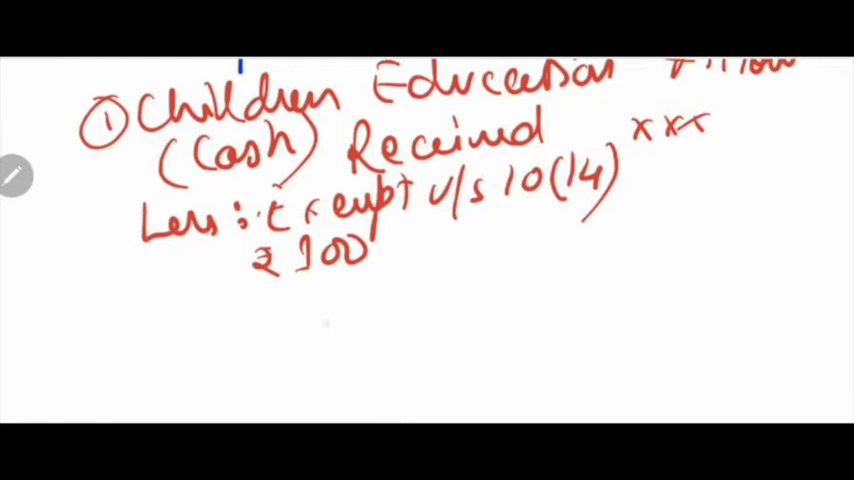 ① Children Education
(Cash) Received xxx
Less: Exempt u/s 10(14)
₹ 100